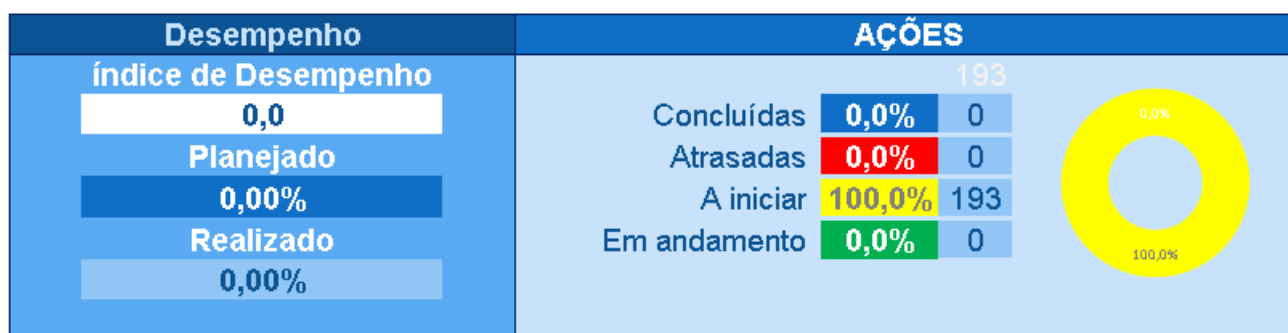 Desempenho
AÇÕES
índice de Desempenho
0,0
Planejado
0,00%
Realizado
0,00%
193
Concluídas 0,0% 0
Atrasadas 0,0% 0
A iniciar 100,0% 193
Em andamento 0,0% 0
0,0%
100,0%